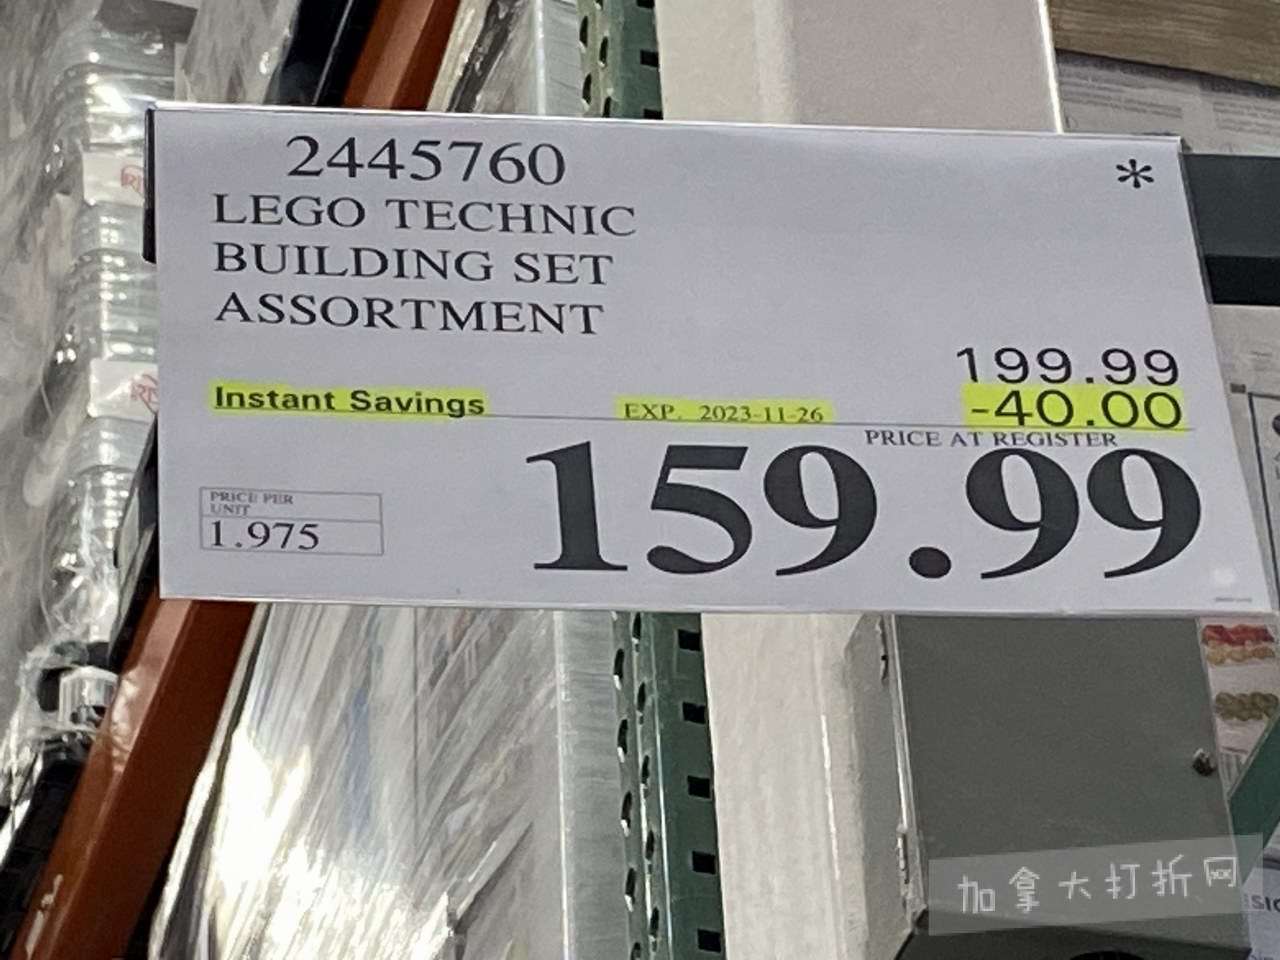 2445760
*
LEGO TECHNIC
BUILDING SET
ASSORTMENT
199.99
Instant Savings EXP. 2023-11-26 -40.00
PRICE AT REGISTER
159.99
PRICE PER
UNIT
1.975
加拿大打折网